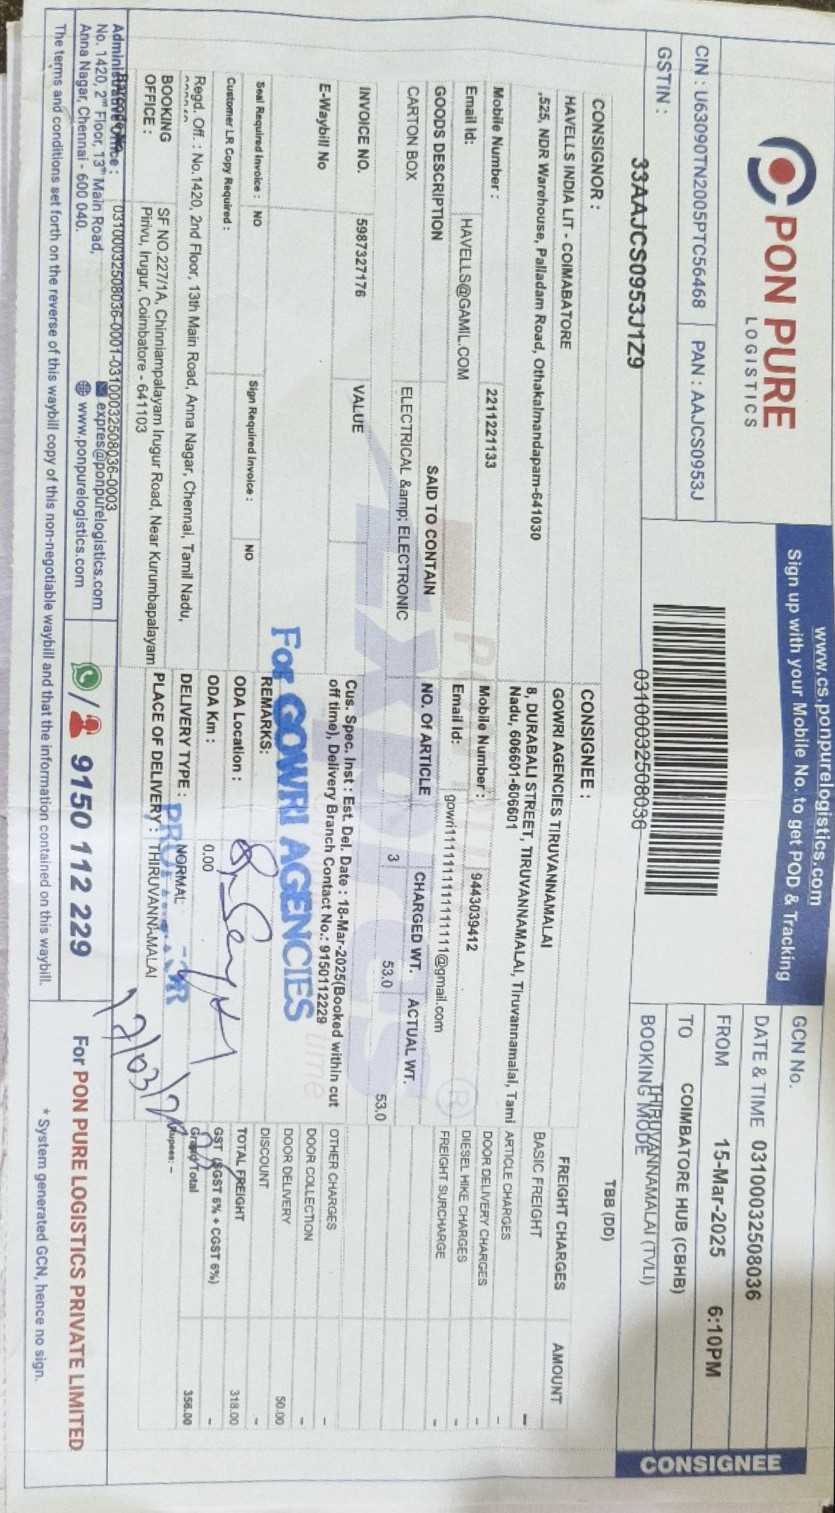 PON PURE
LOGISTICS
www.cs.ponpurelogistics.com
Sign up with your Mobile No. to get POD & Tracking
CIN : U63090TN2005PTC56468
PAN : AAJCS0953J
GSTIN :
33AAJCS0953J1Z9
03100032508036
GCN No.
03100032508036
DATE & TIME
15-Mar-2025 6:10PM
FROM
COIMBATORE HUB (CBHB)
TO
THIRUVANNAMALAI (TVLI)
BOOKING MODE
TBB (DD)
CONSIGNEE
CONSIGNOR :
HAVELLS INDIA LIT - COIMABATORE
,525, NDR Warehouse, Palladam Road, Othakalmandapam-641030
Mobile Number : 2211221133
Email Id: HAVELLS@GAMIL.COM
CONSIGNEE :
GOWRI AGENCIES TIRUVANNAMALAI
8, DURABALI STREET, TIRUVANNAMALAI, Tiruvannamalai, Tami
Nadu, 606601-606601
Mobile Number : 9443039412
Email Id:
GOODS DESCRIPTION
SAID TO CONTAIN
NO. Of ARTICLE
CHARGED WT.
ACTUAL WT.
CARTON BOX
ELECTRICAL &amp; ELECTRONIC
3
53.0
53.0
INVOICE NO. 5987327176
VALUE
E-Waybill No
Cus. Spec. Inst : Est. Del. Date : 18-Mar-2025(Booked within cut
off time), Delivery Branch Contact No.: 9150112229
Seal Required Invoice : NO
Sign Required Invoice : NO
Customer LR Copy Required :
REMARKS:
For GOWRI AGENCIES
ODA Location :
ODA Km : 0.00
Regd. Off. : No.1420, 2nd Floor, 13th Main Road, Anna Nagar, Chennai, Tamil Nadu,
BOOKING
OFFICE :
SF NO.227/1A, Chinniampalayam Irugur Road, Near Kurumbapalayam
Pirivu, Irugur, Coimbatore - 641103
DELIVERY TYPE : NORMAL
PLACE OF DELIVERY : THIRUVANNAMALAI
FREIGHT CHARGES
AMOUNT
BASIC FREIGHT –
ARTICLE CHARGES –
DOOR DELIVERY CHARGES –
DIESEL HIKE CHARGES –
FREIGHT SURCHARGE –
OTHER CHARGES –
DOOR COLLECTION –
DOOR DELIVERY 50.00
DISCOUNT –
TOTAL FREIGHT 318.00
GST (SGST 6% + CGST 6%) –
Grand Total 356.00
Rupees: –
03100032508036-0001-03100032508036-0003
Administrative Office :
No. 1420, 2nd Floor, 13th Main Road,
Anna Nagar, Chennai - 600 040.
expres@ponpurelogistics.com
www.ponpurelogistics.com
9150 112 229
For PON PURE LOGISTICS PRIVATE LIMITED
* System generated GCN, hence no sign.
The terms and conditions set forth on the reverse of this waybill copy of this non-negotiable waybill and that the information contained on this waybill.